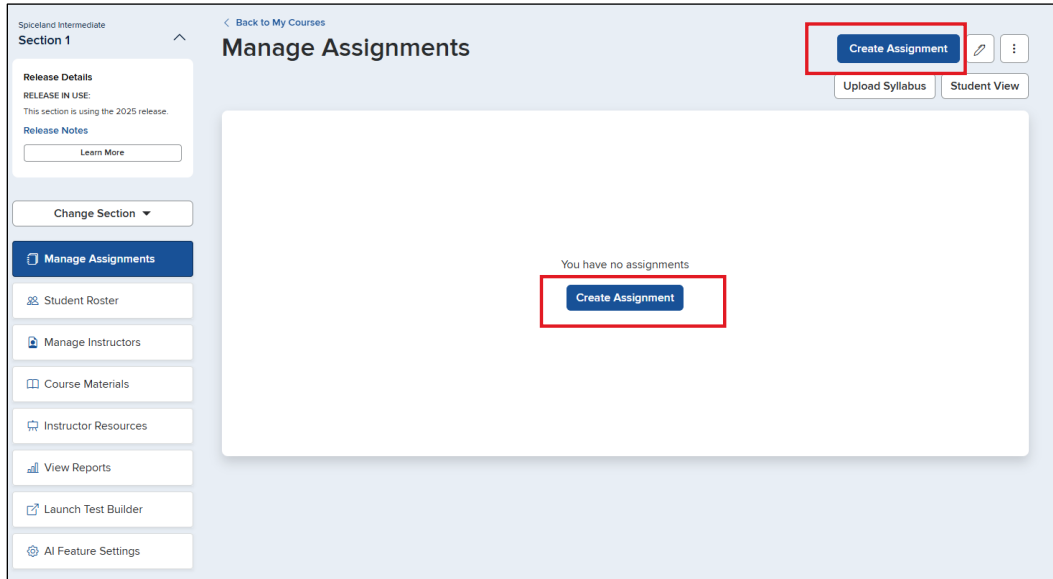 Spiceland Intermediate
Section 1
Release Details
RELEASE IN USE:
This section is using the 2025 release.
Release Notes
Learn More
Change Section
Manage Assignments
Student Roster
Manage Instructors
Course Materials
Instructor Resources
View Reports
Launch Test Builder
AI Feature Settings
Back to My Courses
Manage Assignments
Create Assignment
Upload Syllabus
Student View
You have no assignments
Create Assignment